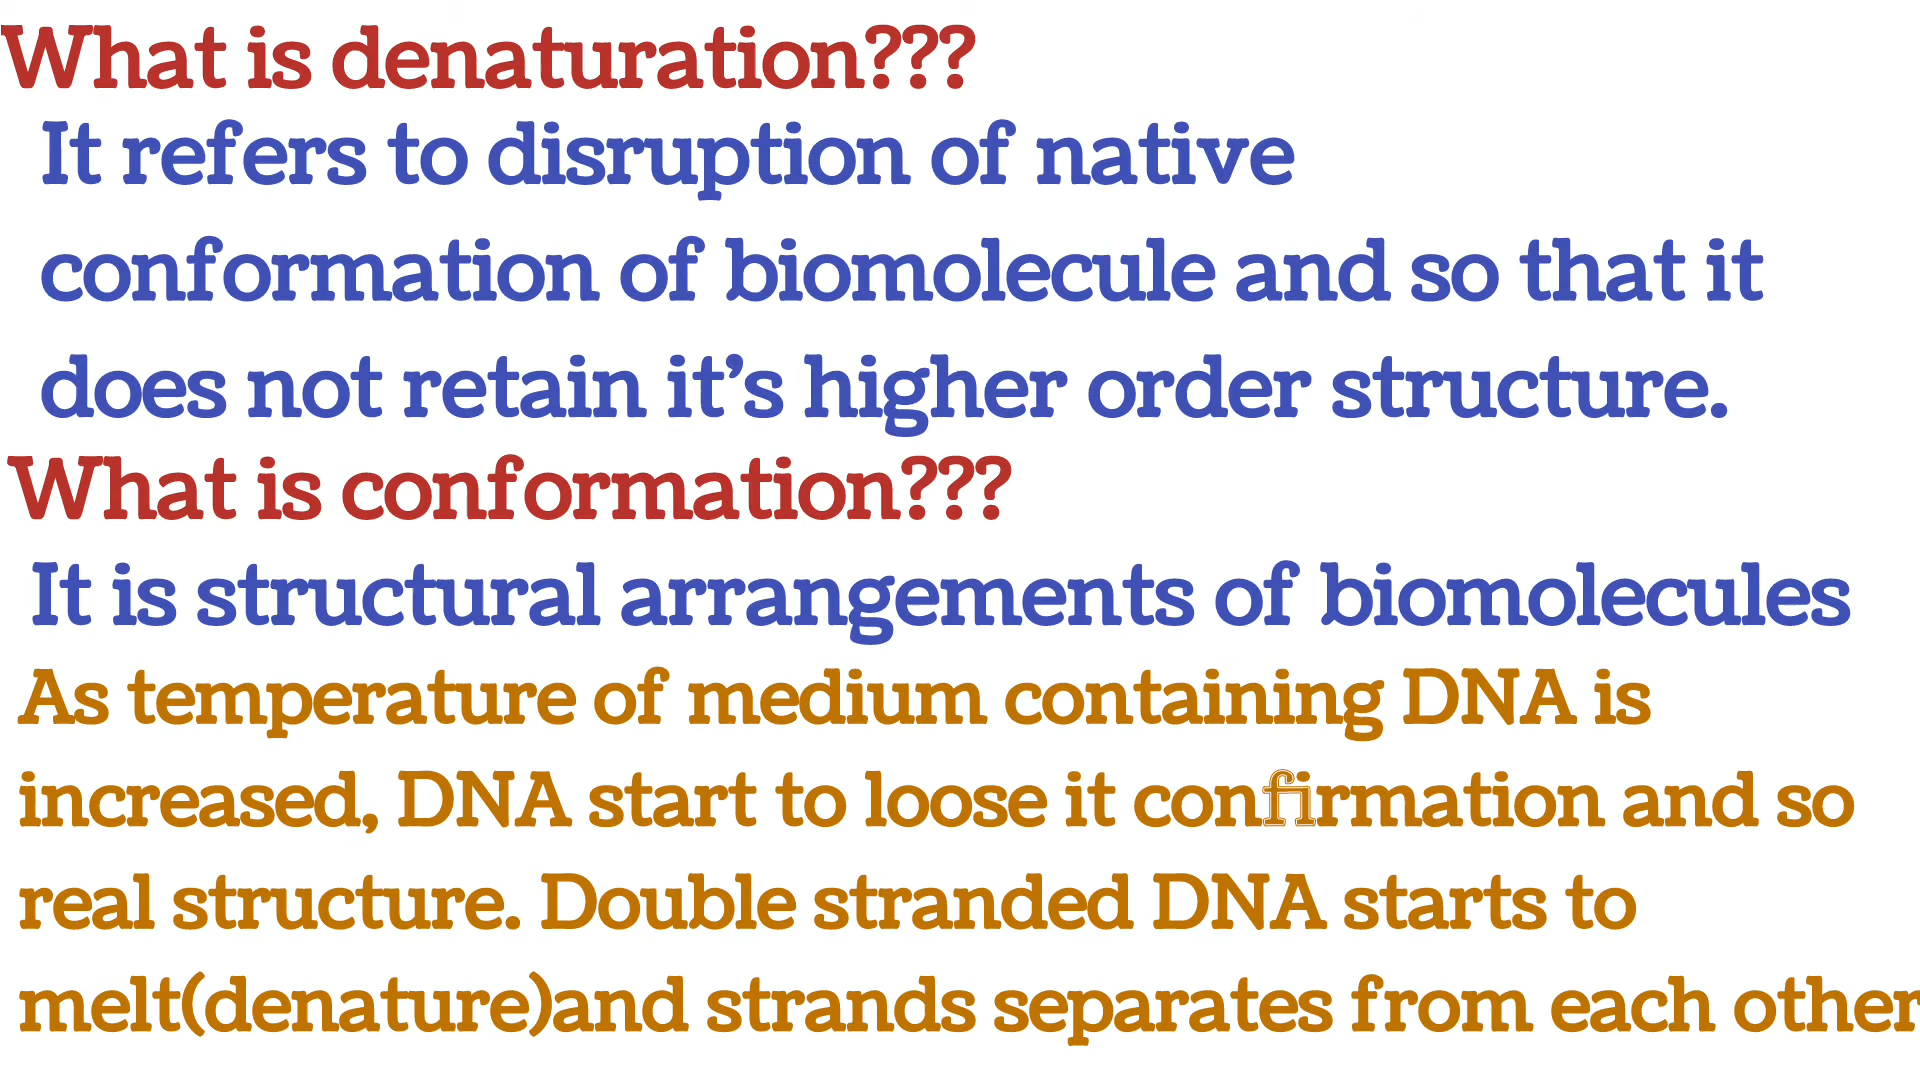 What is denaturation???
It refers to disruption of native
conformation of biomolecule and so that it
does not retain it’s higher order structure.
What is conformation???
It is structural arrangements of biomolecules
As temperature of medium containing DNA is
increased, DNA start to loose it confirmation and so
real structure. Double stranded DNA starts to
melt(denature)and strands separates from each other